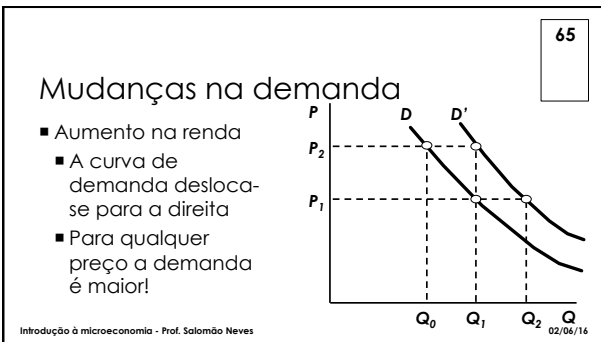 65
Mudanças na demanda
▪ Aumento na renda
▪ A curva de
demanda desloca-
se para a direita
▪ Para qualquer
preço a demanda
é maior!
P
D
D'
P₂
P₁
Q₀
Q₁
Q₂
Q
Introdução à microeconomia - Prof. Salomão Neves
02/06/16